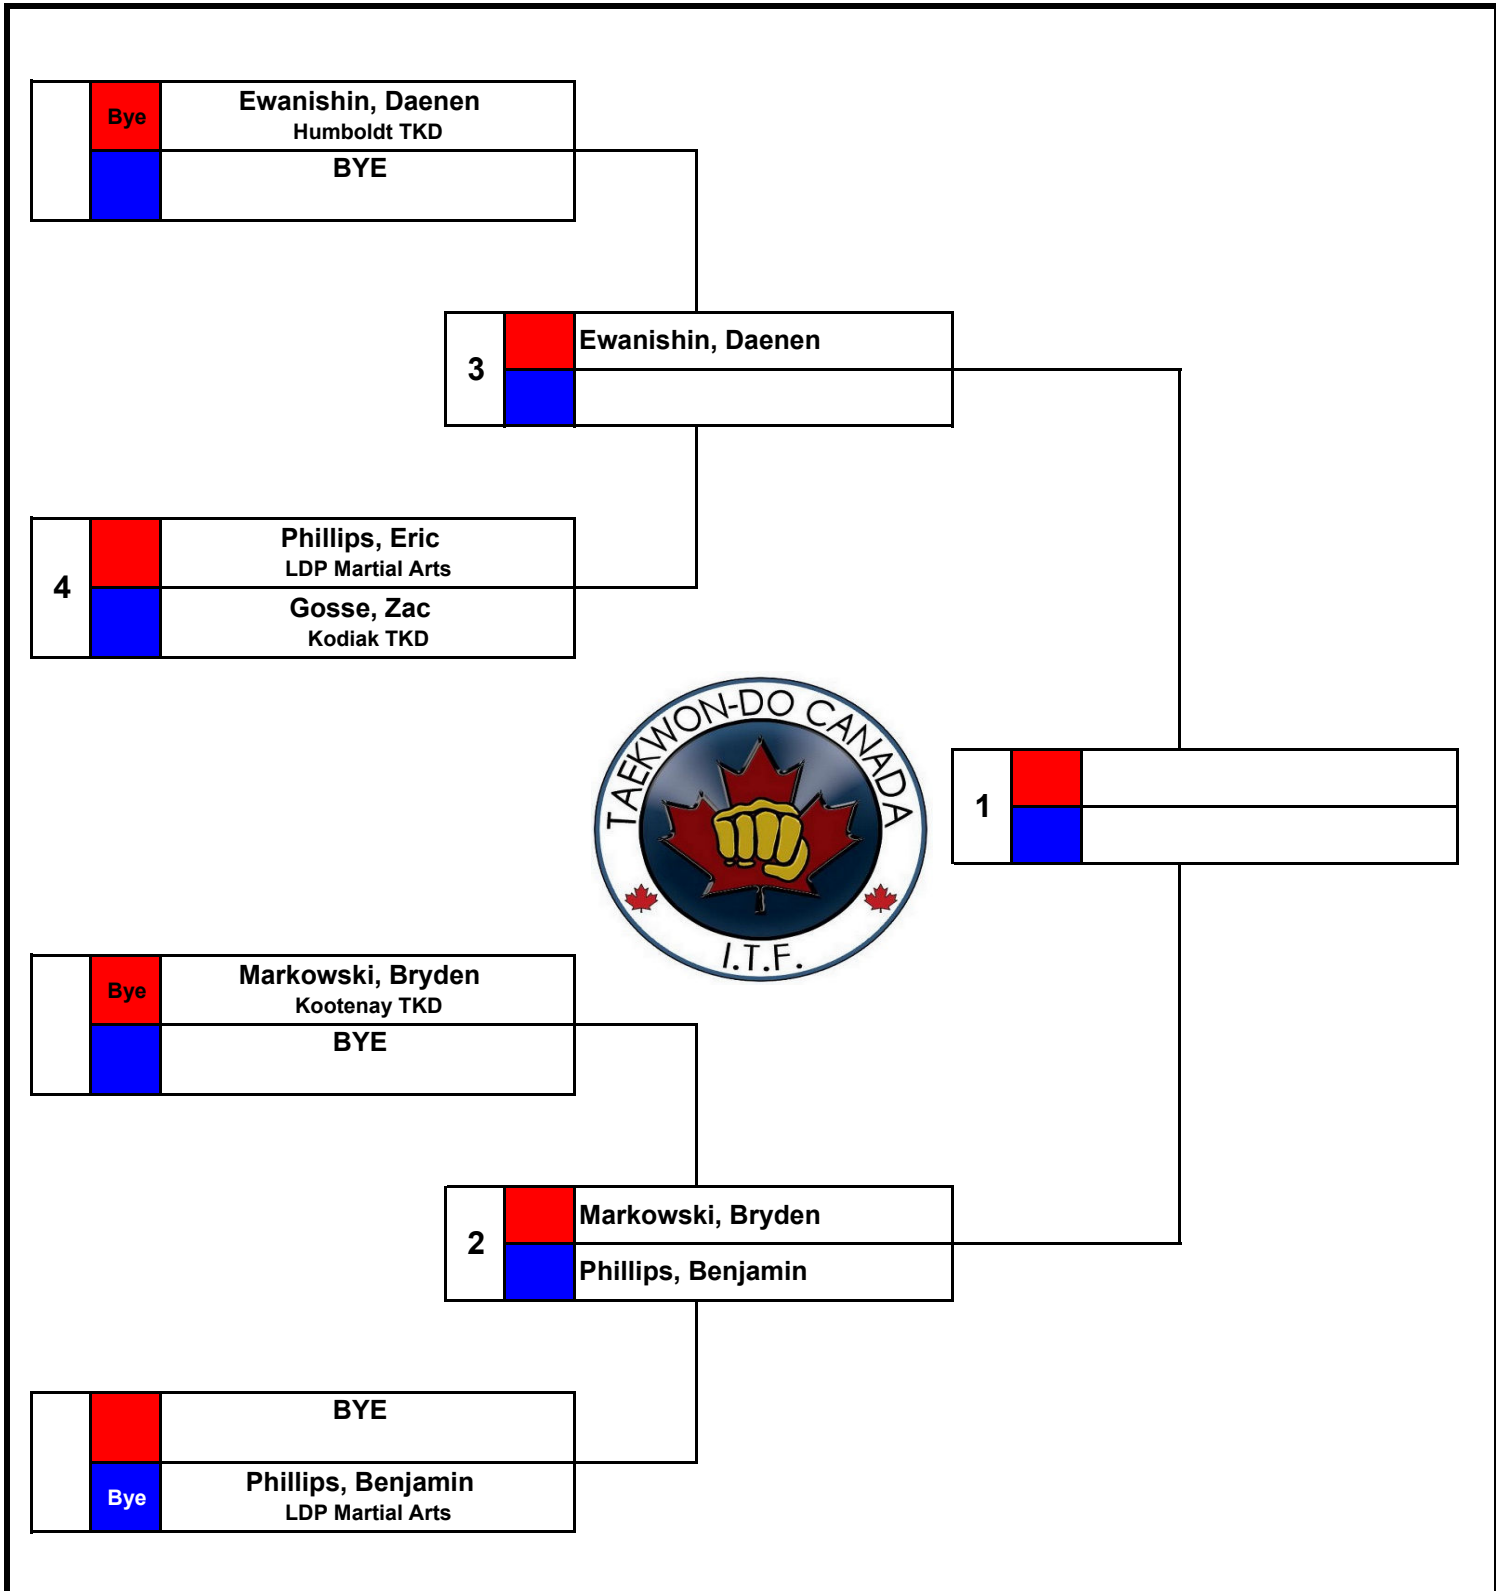 Bye
Ewanishin, Daenen
Humboldt TKD
BYE
3
Ewanishin, Daenen
4
Phillips, Eric
LDP Martial Arts
Gosse, Zac
Kodiak TKD
TAEKWON-DO CANADA
I.T.F.
1
Bye
Markowski, Bryden
Kootenay TKD
BYE
2
Markowski, Bryden
Phillips, Benjamin
BYE
Bye
Phillips, Benjamin
LDP Martial Arts